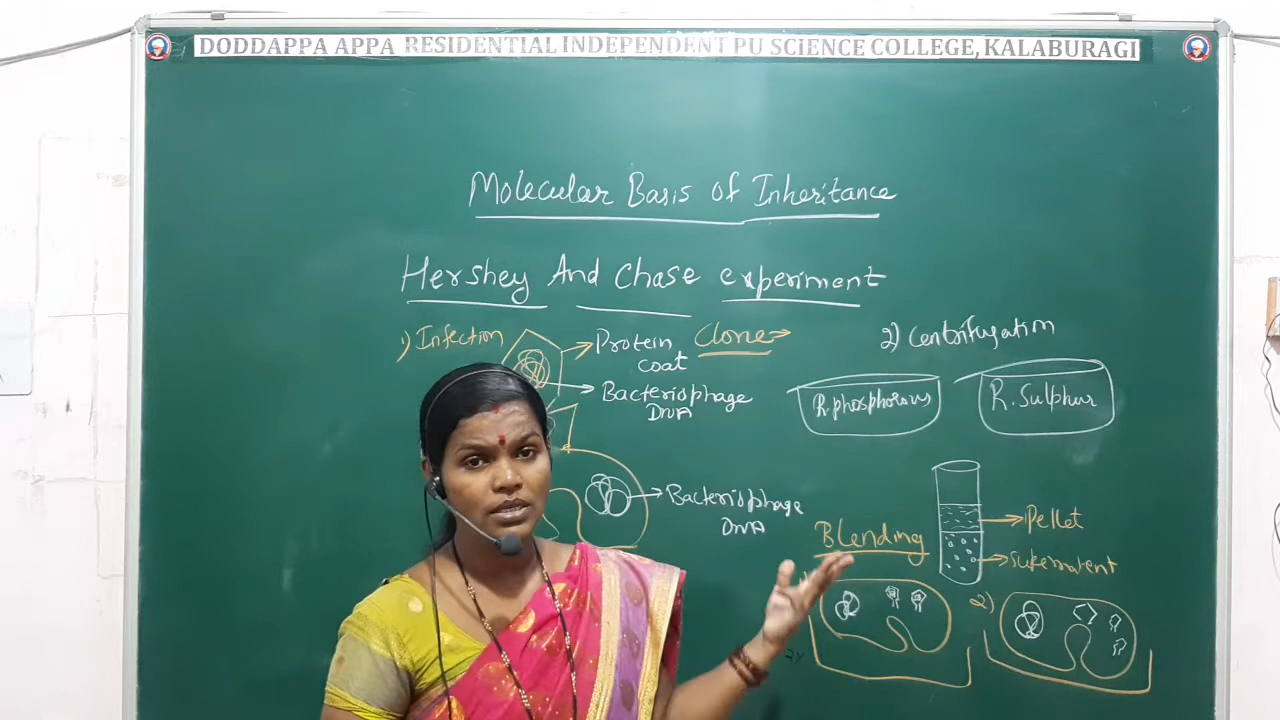 DODDAPPA APPA RESIDENTIAL INDEPENDENT PU SCIENCE COLLEGE, KALABURAGI
Molecular Basis of Inheritance
Hershey And Chase experiment
1) Infection
Protein coat
Clone
Bacteriophage
DNA
Bacteriophage
DNA
2) Centrifugation
R.phosphorous
R.Sulphur
Blending
Pellet
Supernatent
2)